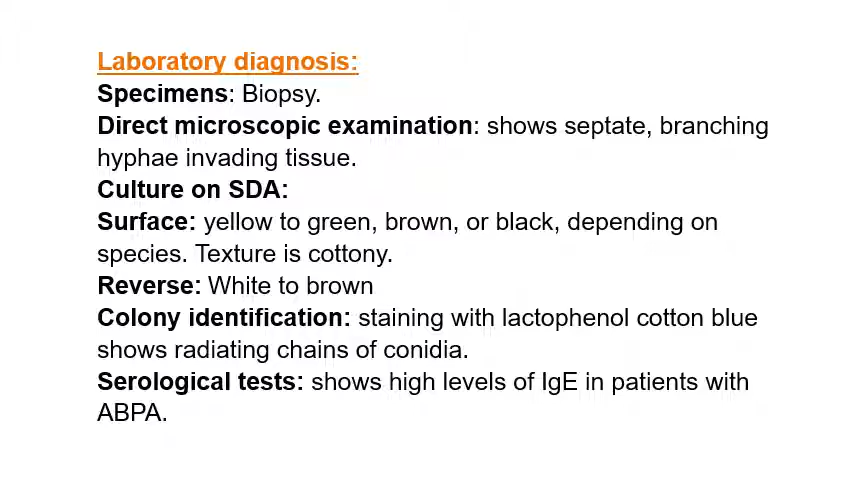 Laboratory diagnosis:
Specimens: Biopsy.
Direct microscopic examination: shows septate, branching
hyphae invading tissue.
Culture on SDA:
Surface: yellow to green, brown, or black, depending on
species. Texture is cottony.
Reverse: White to brown
Colony identification: staining with lactophenol cotton blue
shows radiating chains of conidia.
Serological tests: shows high levels of IgE in patients with
ABPA.